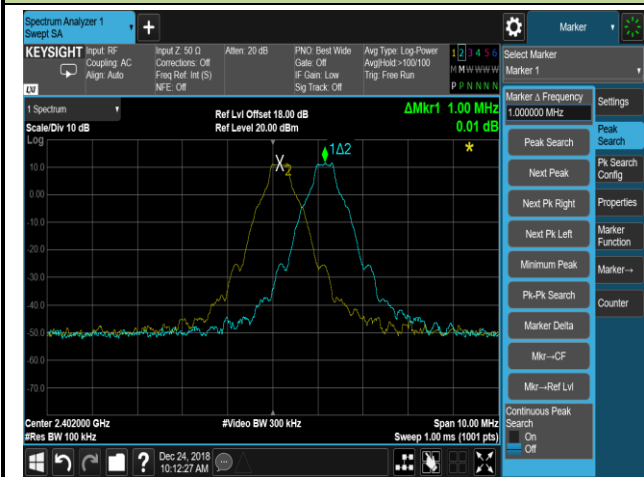 Spectrum Analyzer 1
Swept SA
+
Marker
KEYSIGHT
Input: RF
Coupling: AC
Align: Auto
Input Z: 50 Ω
Corrections: Off
Freq Ref: Int (S)
NFE: Off
Atten: 20 dB
PNO: Best Wide
Gate: Off
IF Gain: Low
Sig Track: Off
Avg Type: Log-Power
Avg|Hold:>100/100
Trig: Free Run
1 2 3 4 5 6
M M W W W W
P P N N N N
LXI
Select Marker
Marker 1
1 Spectrum
Scale/Div 10 dB
Log
Ref Lvl Offset 18.00 dB
Ref Level 20.00 dBm
ΔMkr1 1.00 MHz
0.01 dB
*
1Δ2
X2
10.0
0.00
-10.0
-20.0
-30.0
-40.0
-50.0
-60.0
-70.0
Center 2.402000 GHz
#Res BW 100 kHz
#Video BW 300 kHz
Span 10.00 MHz
Sweep 1.00 ms (1001 pts)
Marker Δ Frequency
1.000000 MHz
Peak Search
Next Peak
Next Pk Right
Next Pk Left
Minimum Peak
Pk-Pk Search
Marker Delta
Mkr→CF
Mkr→Ref Lvl
Continuous Peak
Search
On
Off
Settings
Peak
Search
Pk Search
Config
Properties
Marker
Function
Marker→
Counter
?
Dec 24, 2018
10:12:27 AM